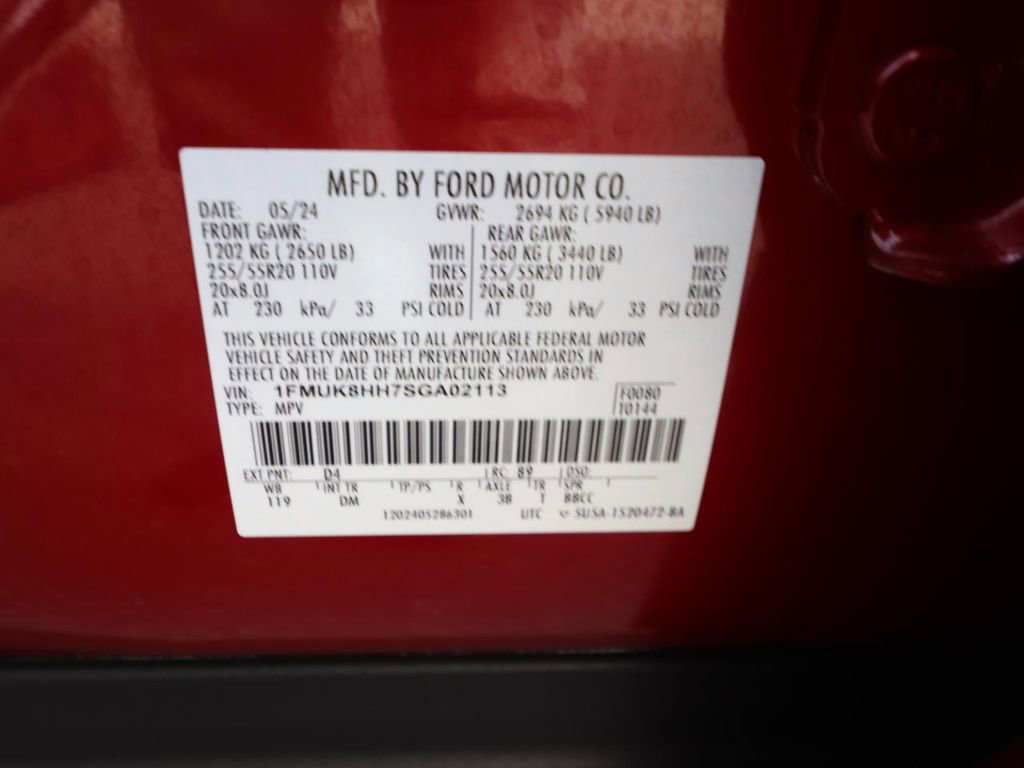 MFD. BY FORD MOTOR CO.
DATE: 05/24 GVWR: 2694 KG ( 5940 LB)
FRONT GAWR: REAR GAWR:
1202 KG ( 2650 LB) WITH 1560 KG ( 3440 LB) WITH
255/55R20 110V TIRES 255/55R20 110V TIRES
20x8.0J RIMS 20x8.0J RIMS
AT 230 kPa/ 33 PSI COLD AT 230 kPa/ 33 PSI COLD
THIS VEHICLE CONFORMS TO ALL APPLICABLE FEDERAL MOTOR
VEHICLE SAFETY AND THEFT PREVENTION STANDARDS IN
EFFECT ON THE DATE OF MANUFACTURE SHOWN ABOVE.
VIN: 1FMUK8HH7SGA02113 F0080
TYPE: MPV T0144
EXT PNT: D4 RC 89 DSO:
WB INT TR TP/PS R AXLE TR SPR
119 DM X 3B T BBCC
1202405286301 UTC SU5A-1520472-BA